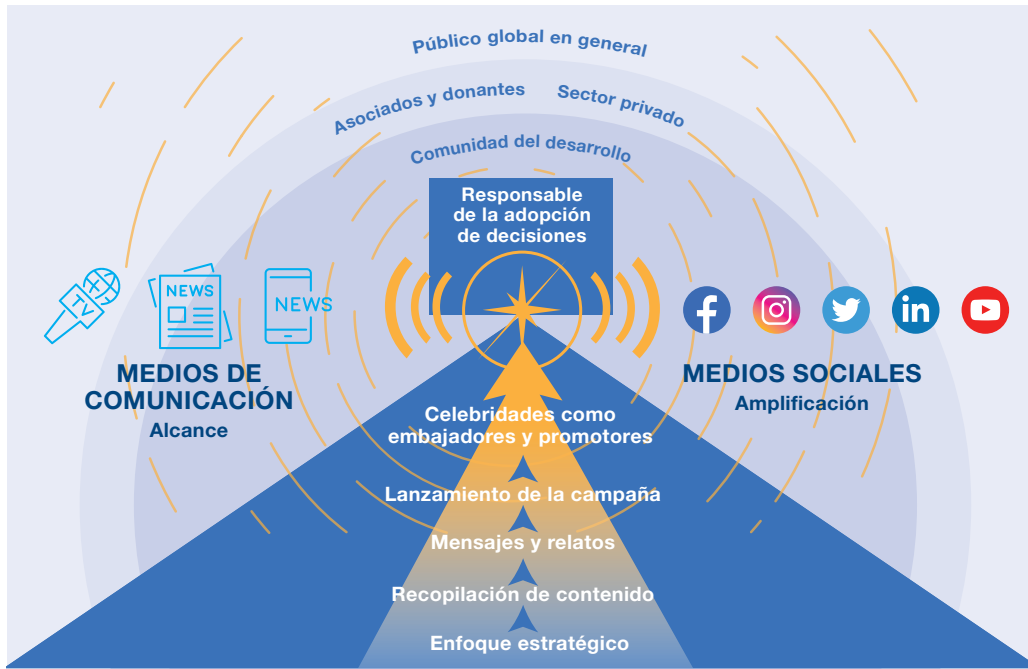 Público global en general
Asociados y donantes
Sector privado
Comunidad del desarrollo
Responsable
de la adopción
de decisiones
TV
NEWS
NEWS
MEDIOS DE
COMUNICACIÓN
Alcance
f
in
MEDIOS SOCIALES
Amplificación
Celebridades como
embajadores y promotores
Lanzamiento de la campaña
Mensajes y relatos
Recopilación de contenido
Enfoque estratégico